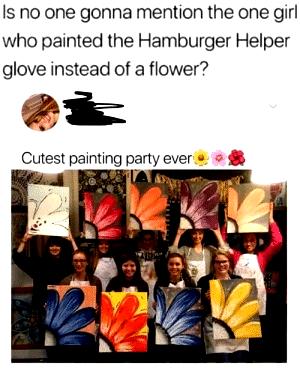 Is no one gonna mention the one girl
who painted the Hamburger Helper
glove instead of a flower?
Cutest painting party ever🌼🌸🌺